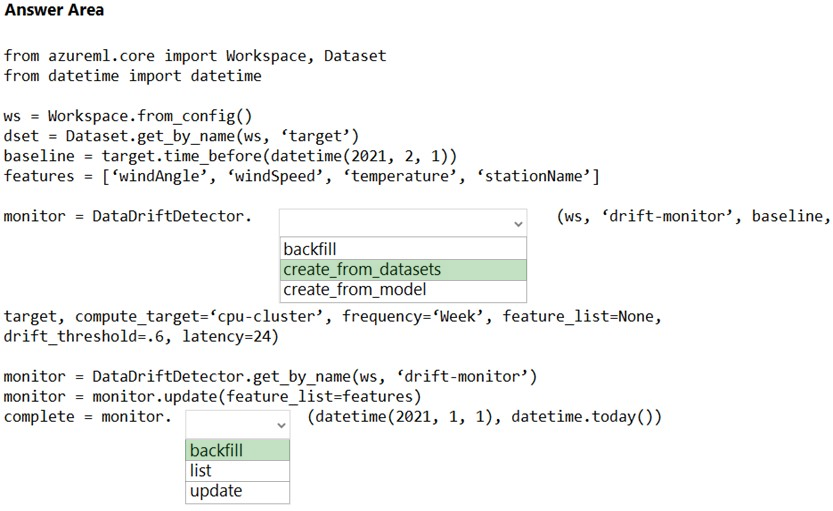 Answer Area
from azureml.core import Workspace, Dataset
from datetime import datetime
ws = Workspace.from_config()
dset = Dataset.get_by_name(ws, ‘target’)
baseline = target.time_before(datetime(2021, 2, 1))
features = [‘windAngle’, ‘windSpeed’, ‘temperature’, ‘stationName’]
monitor = DataDriftDetector. (ws, ‘drift-monitor’, baseline,
backfill
create_from_datasets
create_from_model
target, compute_target=‘cpu-cluster’, frequency=‘Week’, feature_list=None,
drift_threshold=.6, latency=24)
monitor = DataDriftDetector.get_by_name(ws, ‘drift-monitor’)
monitor = monitor.update(feature_list=features)
complete = monitor. (datetime(2021, 1, 1), datetime.today())
backfill
list
update